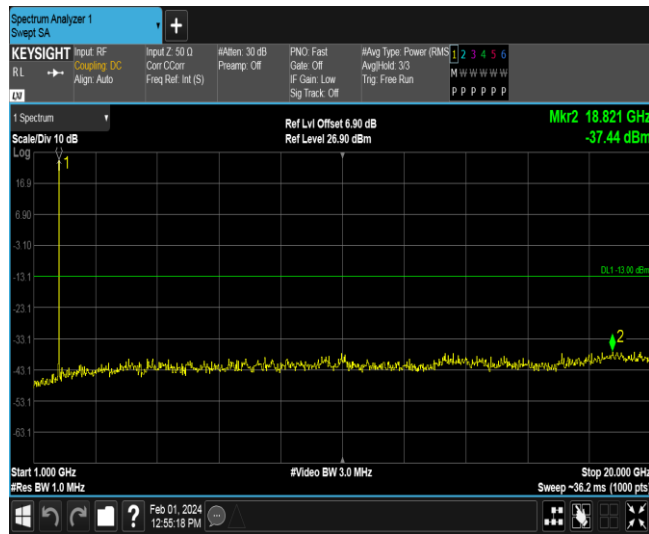 Spectrum Analyzer 1
Swept SA
+
KEYSIGHT
RL
LXI
Input: RF
Coupling: DC
Align: Auto
Input Z: 50 Ω
Corr CCorr
Freq Ref: Int (S)
#Atten: 30 dB
Preamp: Off
PNO: Fast
Gate: Off
IF Gain: Low
Sig Track: Off
#Avg Type: Power (RMS
Avg|Hold: 3/3
Trig: Free Run
1 2 3 4 5 6
M W W W W W
P P P P P P
1 Spectrum
Scale/Div 10 dB
Log
Ref Lvl Offset 6.90 dB
Ref Level 26.90 dBm
Mkr2 18.821 GHz
-37.44 dBm
1
16.9
6.90
-3.10
-13.1
DL1 -13.00 dBm
-23.1
-33.1
2
-43.1
-53.1
-63.1
Start 1.000 GHz
#Res BW 1.0 MHz
#Video BW 3.0 MHz
Stop 20.000 GHz
Sweep ~36.2 ms (1000 pts)
?
Feb 01, 2024
12:55:18 PM